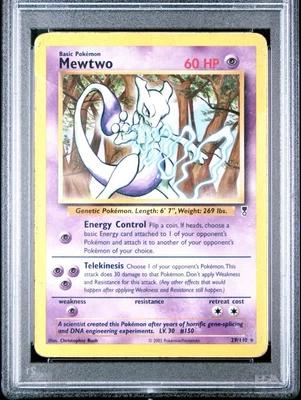 Basic Pokémon
Mewtwo
60 HP
Genetic Pokémon. Length: 6' 7", Weight: 269 lbs.
Energy Control Flip a coin. If heads, choose a
basic Energy card attached to 1 of your opponent's
Pokémon and attach it to another of your opponent's
Pokémon of your choice.
Telekinesis Choose 1 of your opponent's Pokémon. This
attack does 30 damage to that Pokémon. Don't apply Weakness
and Resistance for this attack. (Any other effects that would
happen after applying Weakness and Resistance still happen.)
weakness resistance retreat cost
A scientist created this Pokémon after years of horrific gene-splicing
and DNA engineering experiments. LV. 30 #150
Illus. Christopher Rush
29/110